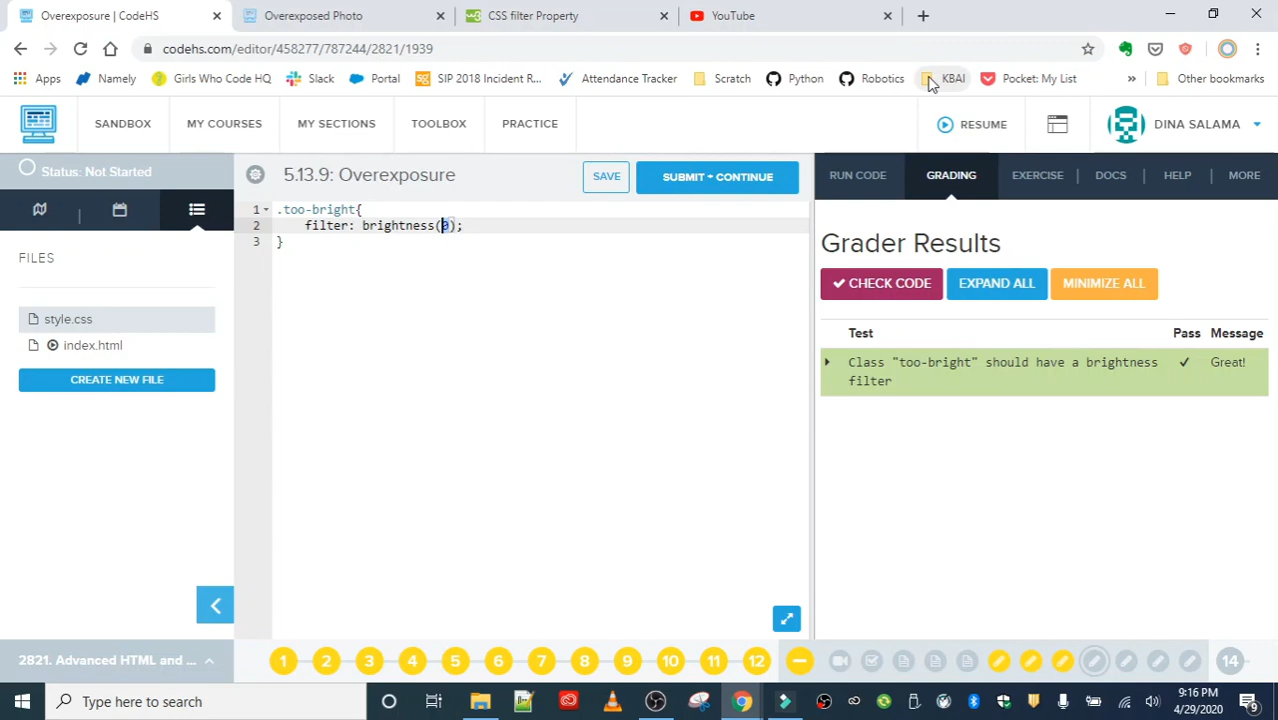 Overexposure | CodeHS
Overexposed Photo
CSS filter Property
YouTube
codehs.com/editor/458277/787244/2821/1939
Apps
Namely
Girls Who Code HQ
Slack
Portal
SIP 2018 Incident R...
Attendance Tracker
Scratch
Python
Robotics
KBAI
Pocket: My List
»
Other bookmarks
SANDBOX
MY COURSES
MY SECTIONS
TOOLBOX
PRACTICE
RESUME
DINA SALAMA
Status: Not Started
5.13.9: Overexposure
SAVE
SUBMIT + CONTINUE
RUN CODE
GRADING
EXERCISE
DOCS
HELP
MORE
FILES
style.css
index.html
CREATE NEW FILE
1 .too-bright{
2 filter: brightness(0);
3 }
Grader Results
CHECK CODE
EXPAND ALL
MINIMIZE ALL
Test Pass Message
Class "too-bright" should have a brightness
filter
Great!
2821. Advanced HTML and ...
1 2 3 4 5 6 7 8 9 10 11 12 14
Type here to search
9:16 PM
4/29/2020
9